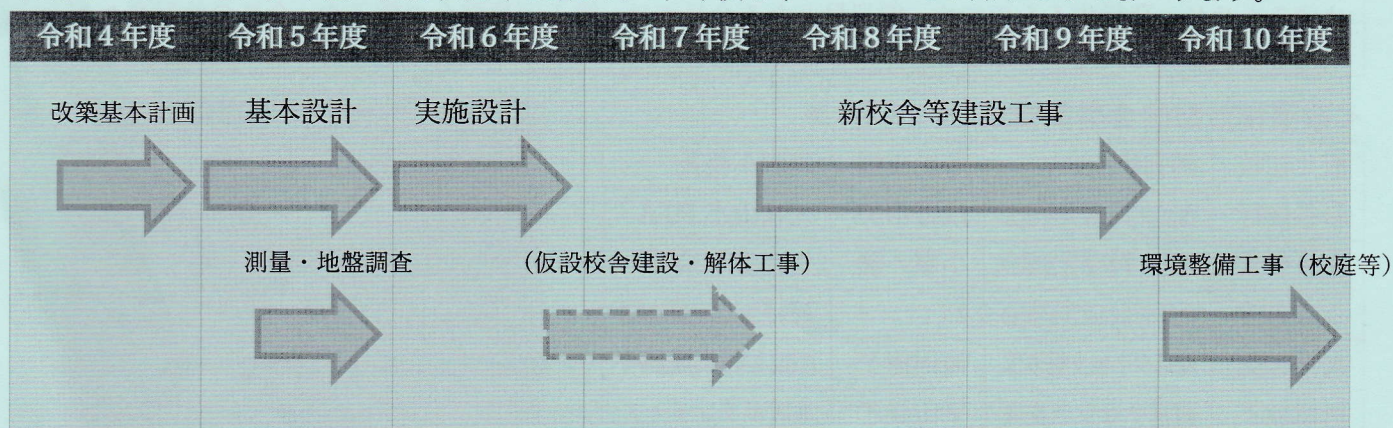 令和4年度 令和5年度 令和6年度 令和7年度 令和8年度 令和9年度 令和10年度
改築基本計画 基本設計 実施設計 新校舎等建設工事
測量・地盤調査 （仮設校舎建設・解体工事） 環境整備工事（校庭等）